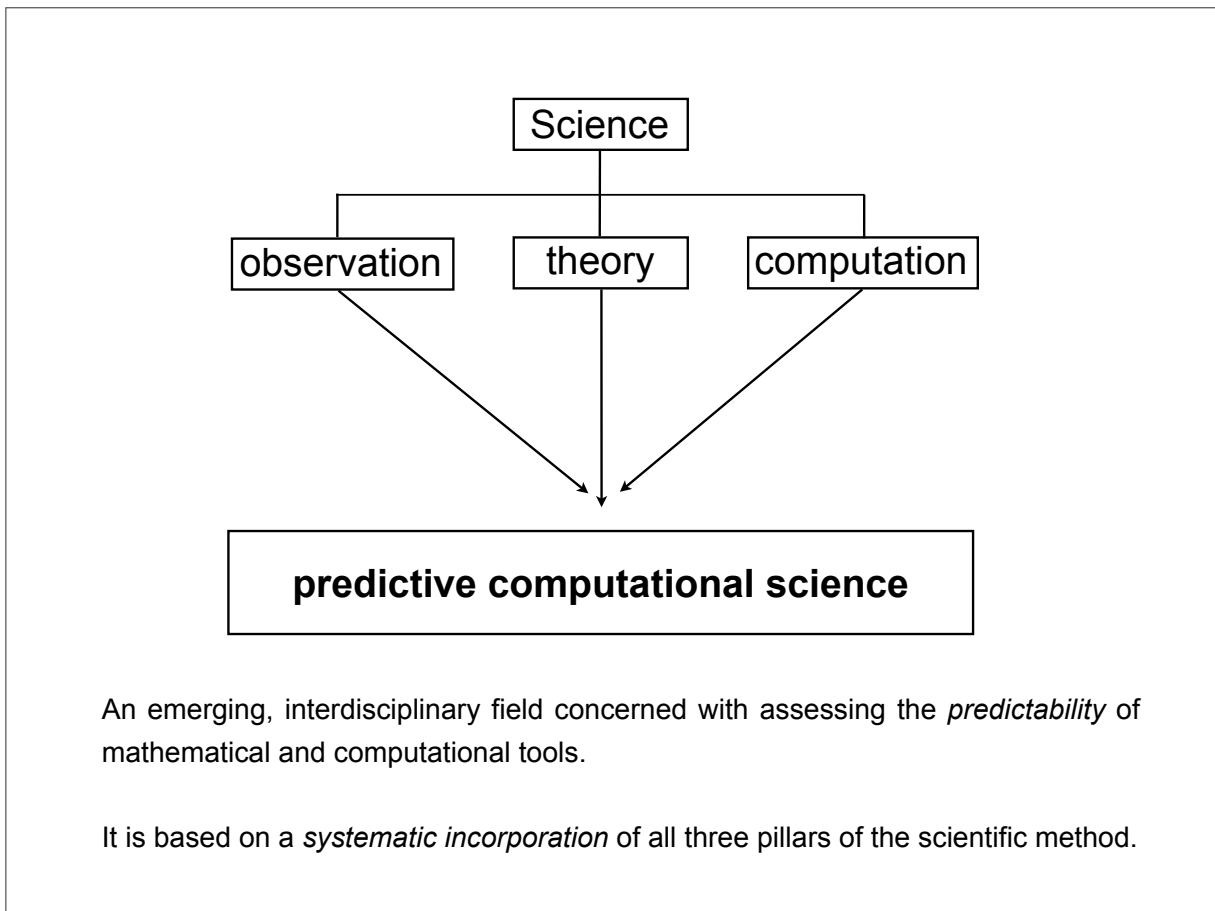 Science
observation theory computation
predictive computational science
An emerging, interdisciplinary field concerned with assessing the predictability of
mathematical and computational tools.
It is based on a systematic incorporation of all three pillars of the scientific method.